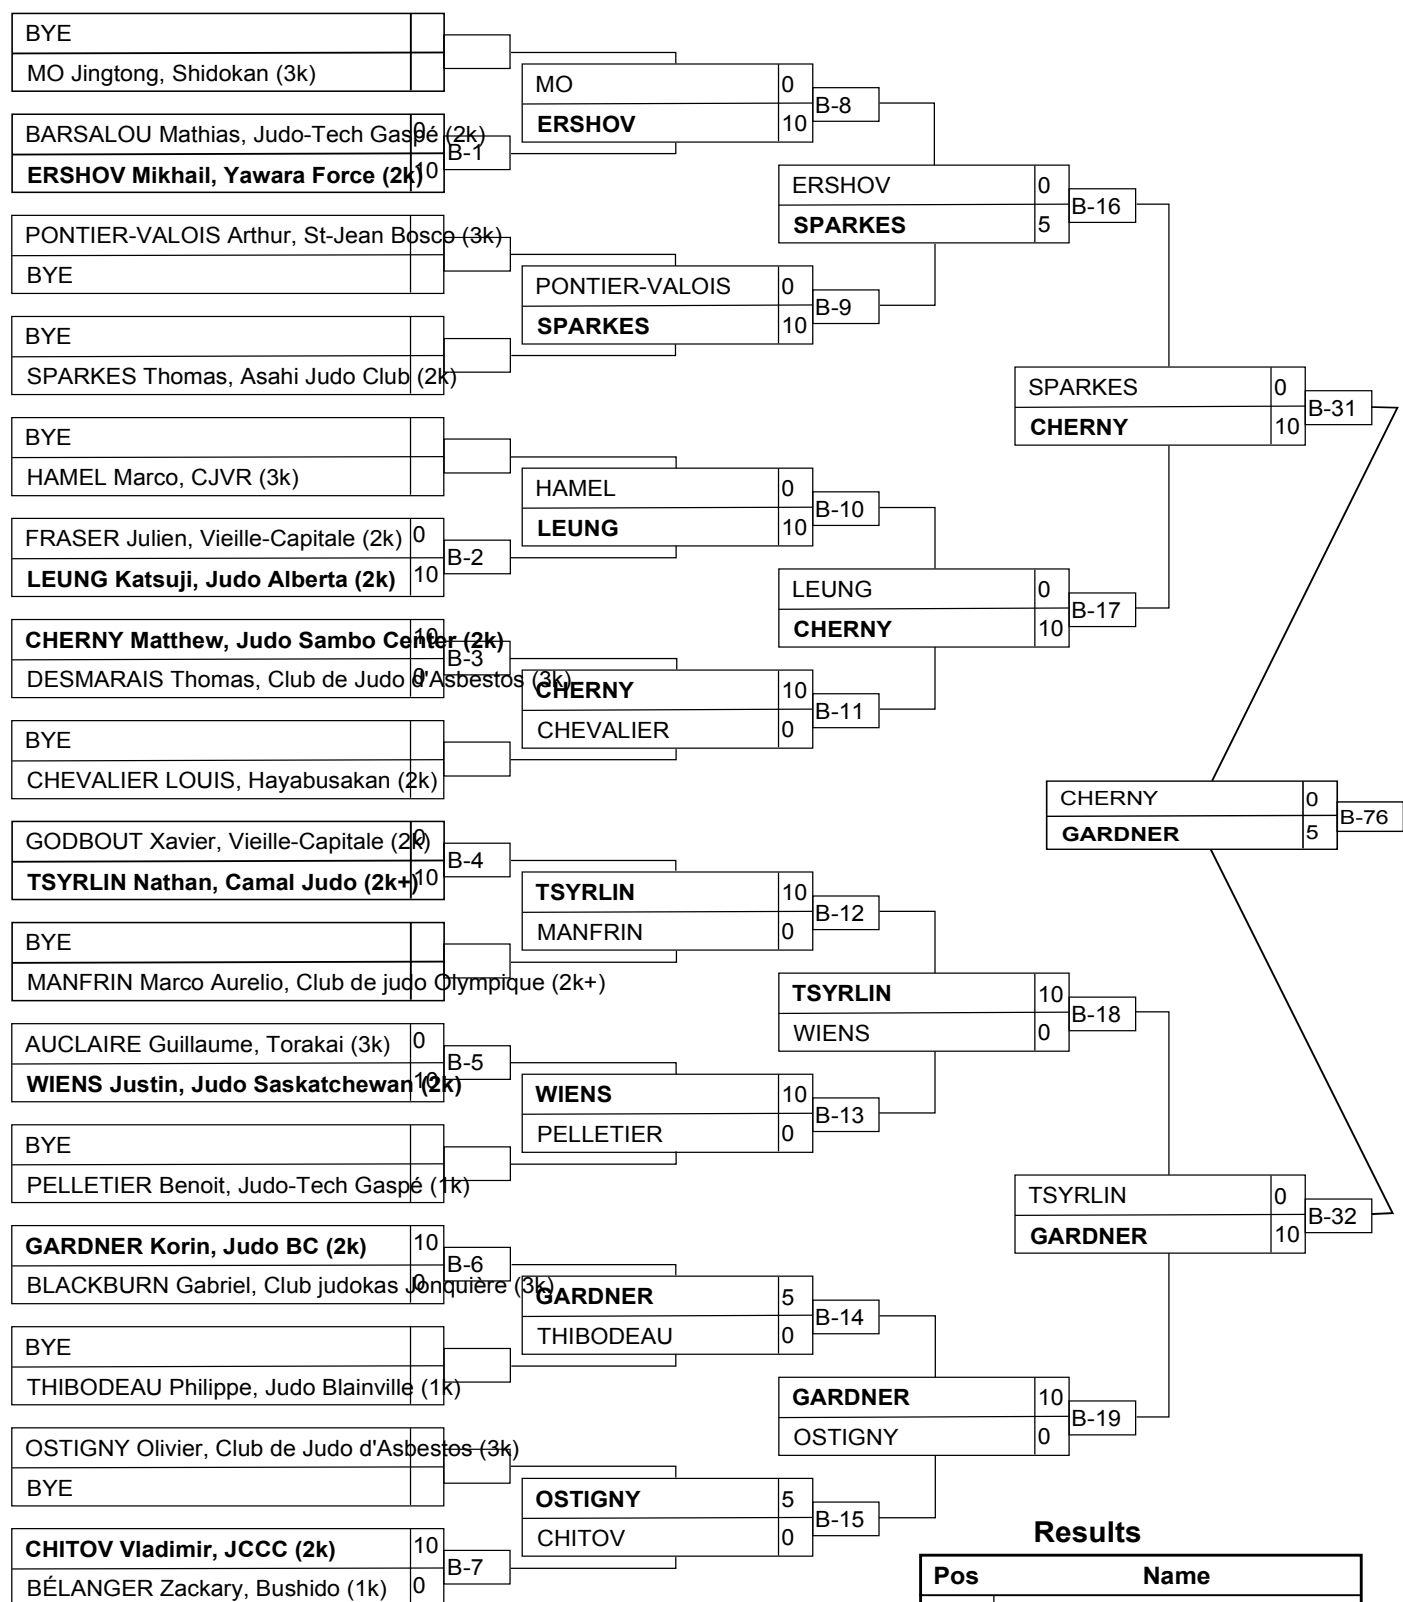 BYE
MO Jingtong, Shidokan (3k)
BARSALOU Mathias, Judo-Tech Gaspé (2k) 0
ERSHOV Mikhail, Yawara Force (2k) 10
B-1
PONTIER-VALOIS Arthur, St-Jean Bosco (3k)
BYE
BYE
SPARKES Thomas, Asahi Judo Club (2k)
BYE
HAMEL Marco, CJVR (3k)
FRASER Julien, Vieille-Capitale (2k) 0
LEUNG Katsuji, Judo Alberta (2k) 10
B-2
CHERNY Matthew, Judo Sambo Center (2k) 10
DESMARAIS Thomas, Club de Judo d'Asbestos (3k) 0
B-3
BYE
CHEVALIER LOUIS, Hayabusakan (2k)
GODBOUT Xavier, Vieille-Capitale (2k) 0
TSYRLIN Nathan, Camal Judo (2k+) 10
B-4
BYE
MANFRIN Marco Aurelio, Club de judo Olympique (2k+)
AUCLAIRE Guillaume, Torakai (3k) 0
WIENS Justin, Judo Saskatchewan (2k) 10
B-5
BYE
PELLETIER Benoit, Judo-Tech Gaspé (1k)
GARDNER Korin, Judo BC (2k) 10
BLACKBURN Gabriel, Club judokas Jonquière (3k) 0
B-6
BYE
THIBODEAU Philippe, Judo Blainville (1k)
OSTIGNY Olivier, Club de Judo d'Asbestos (3k)
BYE
CHITOV Vladimir, JCCC (2k) 10
BÉLANGER Zackary, Bushido (1k) 0
B-7
MO 0
ERSHOV 10
B-8
PONTIER-VALOIS 0
SPARKES 10
B-9
HAMEL 0
LEUNG 10
B-10
CHERNY 10
CHEVALIER 0
B-11
TSYRLIN 10
MANFRIN 0
B-12
WIENS 10
PELLETIER 0
B-13
GARDNER 5
THIBODEAU 0
B-14
OSTIGNY 5
CHITOV 0
B-15
ERSHOV 0
SPARKES 5
B-16
LEUNG 0
CHERNY 10
B-17
TSYRLIN 10
WIENS 0
B-18
GARDNER 10
OSTIGNY 0
B-19
SPARKES 0
CHERNY 10
B-31
TSYRLIN 0
GARDNER 10
B-32
CHERNY 0
GARDNER 5
B-76
Results
Pos Name